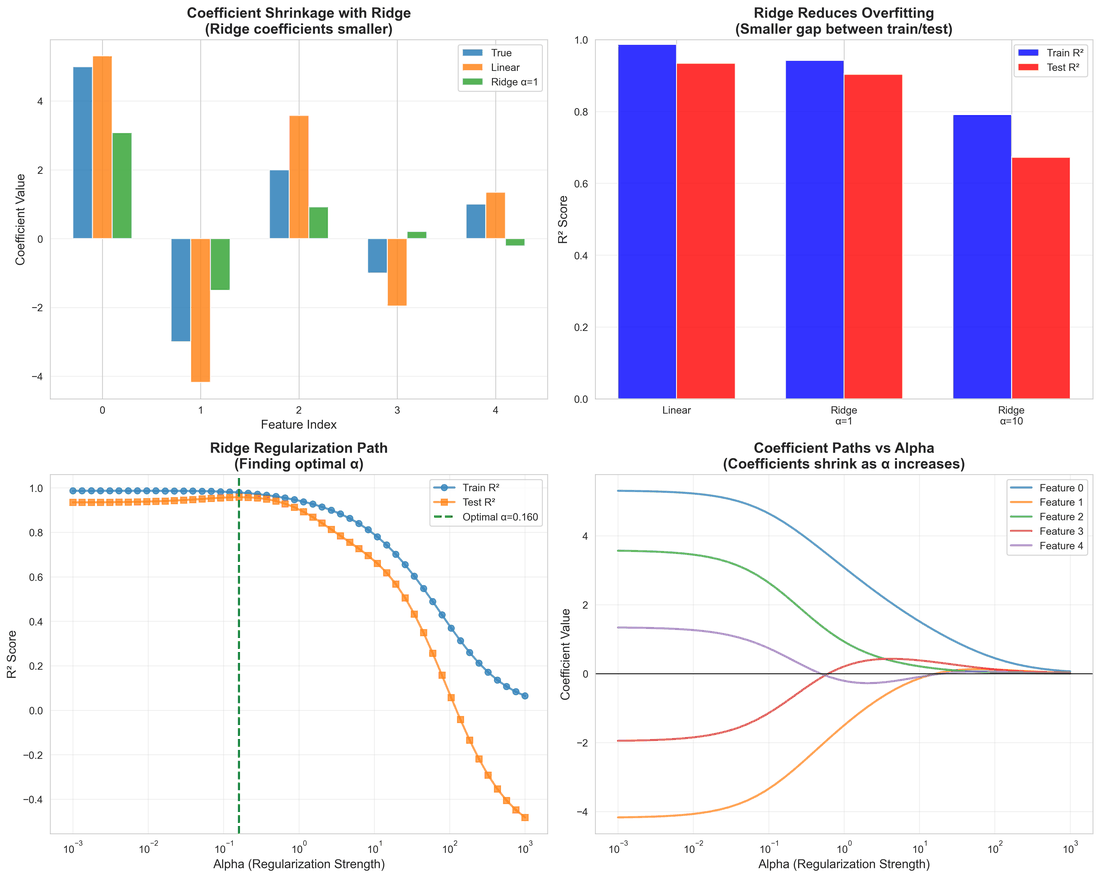 Coefficient Shrinkage with Ridge
(Ridge coefficients smaller)
True
Linear
Ridge α=1
Coefficient Value
4
2
0
−2
−4
0 1 2 3 4
Feature Index
Ridge Reduces Overfitting
(Smaller gap between train/test)
Train R²
Test R²
R² Score
1.0
0.8
0.6
0.4
0.2
0.0
Linear
Ridge
α=1
Ridge
α=10
Ridge Regularization Path
(Finding optimal α)
Train R²
Test R²
Optimal α=0.160
R² Score
1.0
0.8
0.6
0.4
0.2
0.0
−0.2
−0.4
10⁻³ 10⁻² 10⁻¹ 10⁰ 10¹ 10² 10³
Alpha (Regularization Strength)
Coefficient Paths vs Alpha
(Coefficients shrink as α increases)
Feature 0
Feature 1
Feature 2
Feature 3
Feature 4
Coefficient Value
4
2
0
−2
−4
10⁻³ 10⁻² 10⁻¹ 10⁰ 10¹ 10² 10³
Alpha (Regularization Strength)